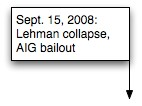 Sept. 15, 2008:
Lehman collapse,
AIG bailout